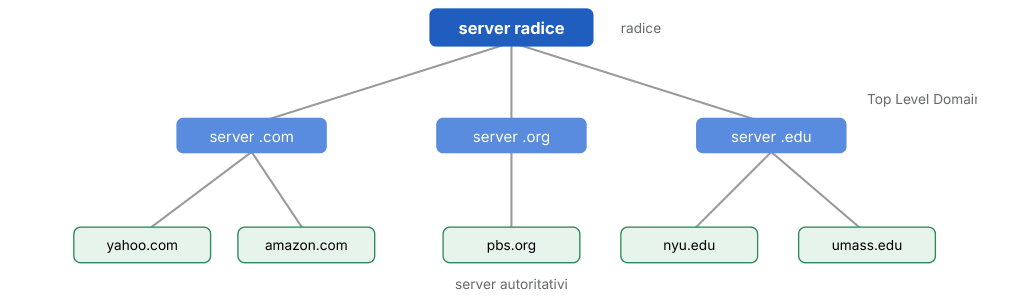 server radice
radice
Top Level Domain
server .com
server .org
server .edu
yahoo.com
amazon.com
pbs.org
nyu.edu
umass.edu
server autoritativi